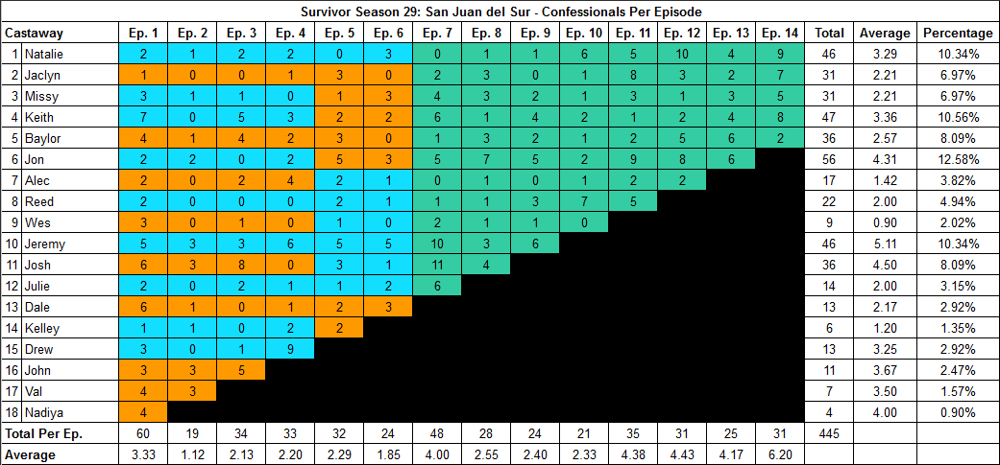 Survivor Season 29: San Juan del Sur - Confessionals Per Episode
Castaway Ep. 1 Ep. 2 Ep. 3 Ep. 4 Ep. 5 Ep. 6 Ep. 7 Ep. 8 Ep. 9 Ep. 10 Ep. 11 Ep. 12 Ep. 13 Ep. 14 Total Average Percentage
1 Natalie 2 1 2 2 0 3 0 1 1 6 5 10 4 9 46 3.29 10.34%
2 Jaclyn 1 0 0 1 3 0 2 3 0 1 8 3 2 7 31 2.21 6.97%
3 Missy 3 1 1 0 1 3 4 3 2 1 3 1 3 5 31 2.21 6.97%
4 Keith 7 0 5 3 2 2 6 1 4 2 1 2 4 8 47 3.36 10.56%
5 Baylor 4 1 4 2 3 0 1 3 2 1 2 5 6 2 36 2.57 8.09%
6 Jon 2 2 0 2 5 3 5 7 5 2 9 8 6 56 4.31 12.58%
7 Alec 2 0 2 4 2 1 0 1 0 1 2 2 17 1.42 3.82%
8 Reed 2 0 0 0 2 1 1 1 3 7 5 22 2.00 4.94%
9 Wes 3 0 1 0 1 0 2 1 1 0 9 0.90 2.02%
10 Jeremy 5 3 3 6 5 5 10 3 6 46 5.11 10.34%
11 Josh 6 3 8 0 3 1 11 4 36 4.50 8.09%
12 Julie 2 0 2 1 1 2 6 14 2.00 3.15%
13 Dale 6 1 0 1 2 3 13 2.17 2.92%
14 Kelley 1 1 0 2 2 6 1.20 1.35%
15 Drew 3 0 1 9 13 3.25 2.92%
16 John 3 3 5 11 3.67 2.47%
17 Val 4 3 7 3.50 1.57%
18 Nadiya 4 4 4.00 0.90%
Total Per Ep. 60 19 34 33 32 24 48 28 24 21 35 31 25 31 445
Average 3.33 1.12 2.13 2.20 2.29 1.85 4.00 2.55 2.40 2.33 4.38 4.43 4.17 6.20